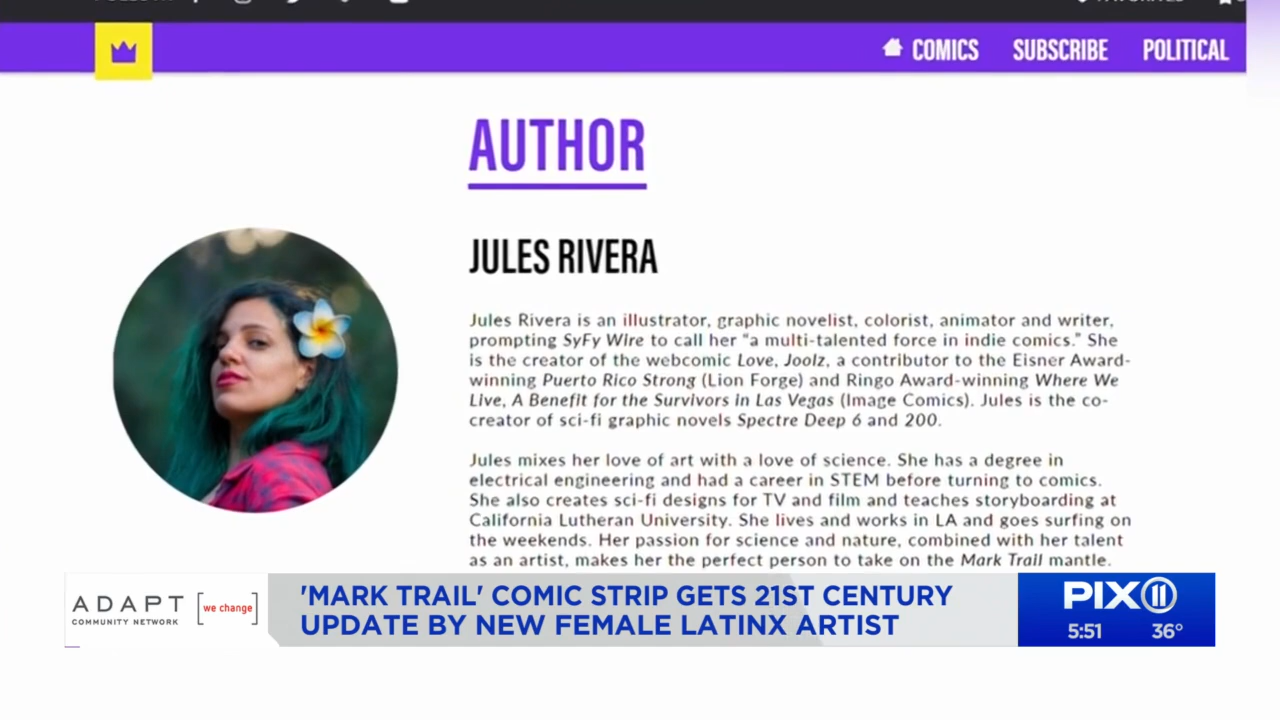 COMICS SUBSCRIBE POLITICAL
AUTHOR
JULES RIVERA
Jules Rivera is an illustrator, graphic novelist, colorist, animator and writer,
prompting SyFy Wire to call her “a multi-talented force in indie comics.” She
is the creator of the webcomic Love, Joolz, a contributor to the Eisner Award-
winning Puerto Rico Strong (Lion Forge) and Ringo Award-winning Where We
Live, A Benefit for the Survivors in Las Vegas (Image Comics). Jules is the co-
creator of sci-fi graphic novels Spectre Deep 6 and 200.
Jules mixes her love of art with a love of science. She has a degree in
electrical engineering and had a career in STEM before turning to comics.
She also creates sci-fi designs for TV and film and teaches storyboarding at
California Lutheran University. She lives and works in LA and goes surfing on
the weekends. Her passion for science and nature, combined with her talent
as an artist, makes her the perfect person to take on the Mark Trail mantle.
ADAPT
COMMUNITY NETWORK
[we change]
'MARK TRAIL' COMIC STRIP GETS 21ST CENTURY
UPDATE BY NEW FEMALE LATINX ARTIST
PIX11
5:51 36°